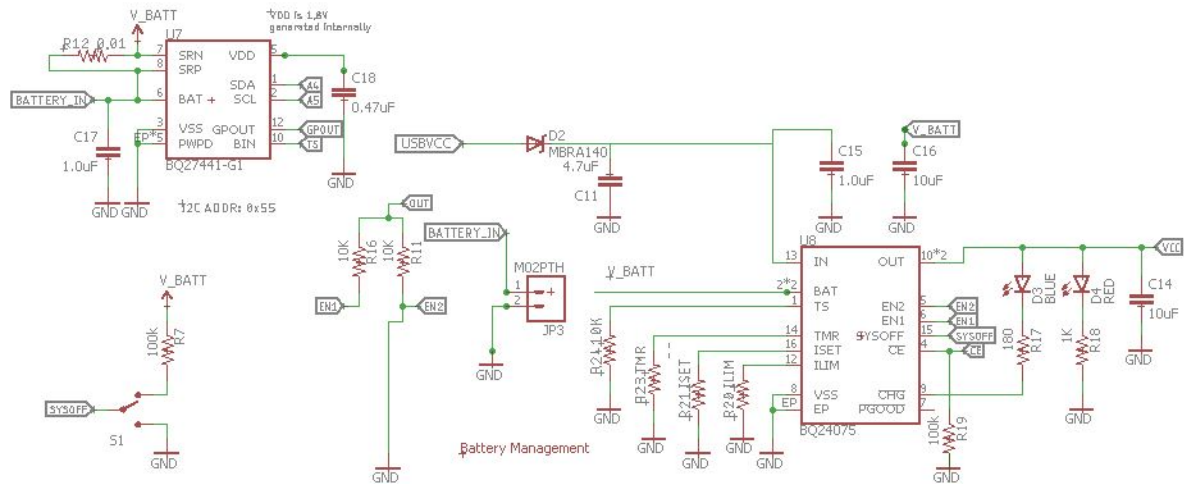 V_BATT
VDD is 1.8V
generated internally
R12 0.01
U7
7 SRN VDD 5
8 SRP
SDA 1 A4
BATTERY_IN 6 BAT SCL 2 A5
C18
0.47uF
3 VSS GPOUT 12 GPOUT
EP*5 PWPD BIN 10 TS
C17
1.0uF
BQ27441-G1
GND GND GND
I2C ADDR: 0x55
USBVCC
D2
MBRA140
4.7uF
C11
GND
C15
1.0uF
GND
V_BATT
C16
10uF
GND
OUT
10K R16
10K R11
EN1 EN2
GND
BATTERY_IN
M02PTH
1 +
2 -
JP3
GND
V_BATT
100k R7
SYSOFF
S1
GND
V_BATT
U8
13 IN OUT 10*2 VCC
2*2 BAT
1 TS EN2 5 EN2
EN1 6 EN1
14 TMR SYSOFF 15 SYSOFF
16 ISET CE 4 CE
12 ILIM
8 VSS CHG 9
EP EP PGOOD 7
BQ24075
R24 10K
R23 TMR
R21 ISET
R20 ILIM
GND GND GND GND GND
D3 BLUE
D4 RED
C14
10uF
180 R17
1K R18
100k R19
GND GND GND
Battery Management